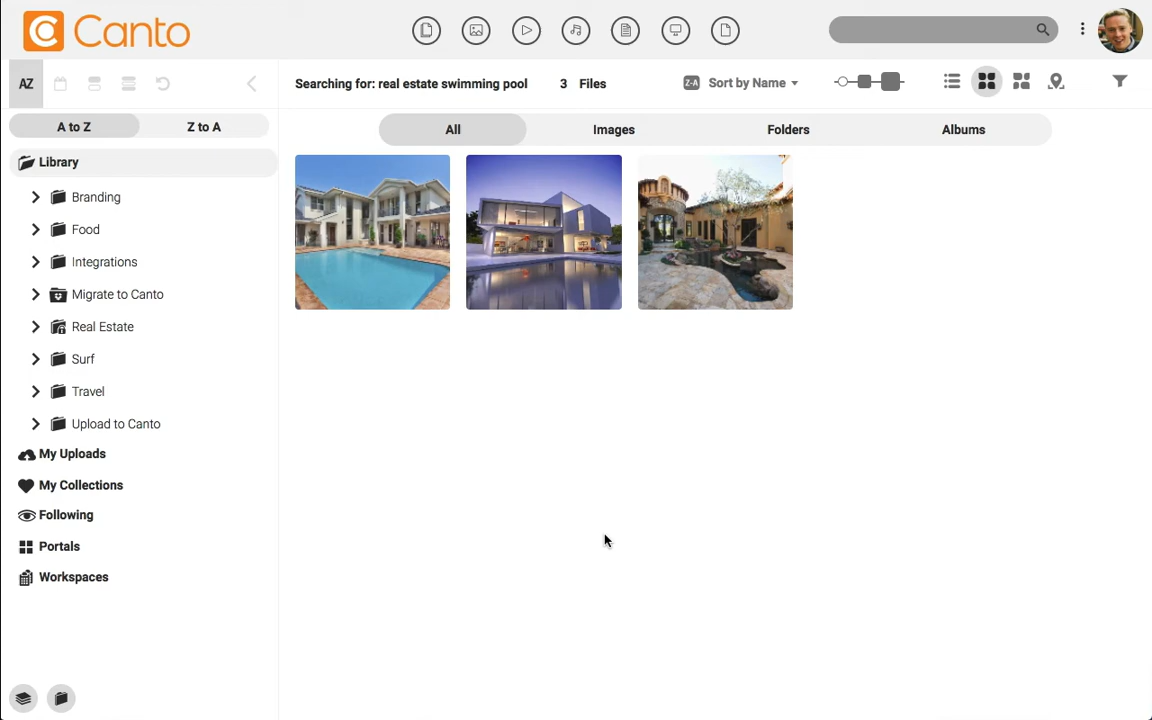 Canto
AZ
Searching for: real estate swimming pool 3 Files
Z-A Sort by Name
A to Z
Z to A
All
Images
Folders
Albums
Library
Branding
Food
Integrations
Migrate to Canto
Real Estate
Surf
Travel
Upload to Canto
My Uploads
My Collections
Following
Portals
Workspaces